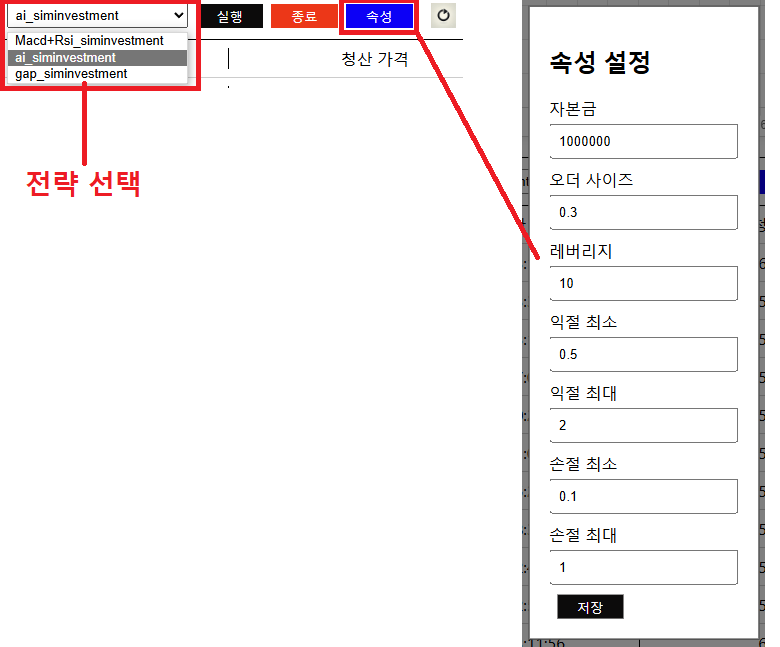 ai_siminvestment 실행 종료 속성
Macd+Rsi_siminvestment
ai_siminvestment
gap_siminvestment
청산 가격
전략 선택
속성 설정
자본금
1000000
오더 사이즈
0.3
레버리지
10
익절 최소
0.5
익절 최대
2
손절 최소
0.1
손절 최대
1
저장
:11:56